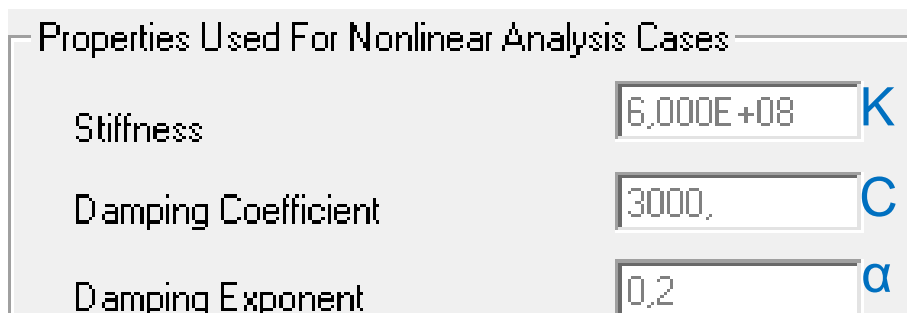 Properties Used For Nonlinear Analysis Cases
Stiffness 6,000E+08 K
Damping Coefficient 3000, C
Damping Exponent 0,2 α